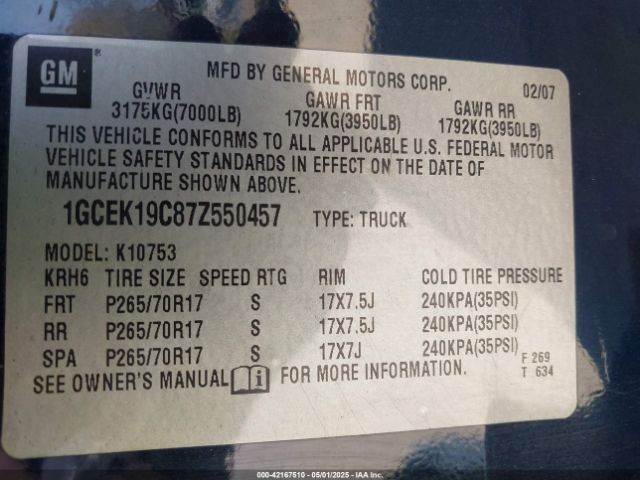 GM
MFD BY GENERAL MOTORS CORP. 02/07
GVWR GAWR FRT GAWR RR
3175KG(7000LB) 1792KG(3950LB) 1792KG(3950LB)
THIS VEHICLE CONFORMS TO ALL APPLICABLE U.S. FEDERAL MOTOR
VEHICLE SAFETY STANDARDS IN EFFECT ON THE DATE OF
MANUFACTURE SHOWN ABOVE.
1GCEK19C87Z550457 TYPE: TRUCK
MODEL: K10753
KRH6 TIRE SIZE SPEED RTG RIM COLD TIRE PRESSURE
FRT P265/70R17 S 17X7.5J 240KPA(35PSI)
RR P265/70R17 S 17X7.5J 240KPA(35PSI)
SPA P265/70R17 S 17X7J 240KPA(35PSI) F 269
T 634
SEE OWNER'S MANUAL i FOR MORE INFORMATION.
000-42167510 - 05/01/2025 - IAA Inc.